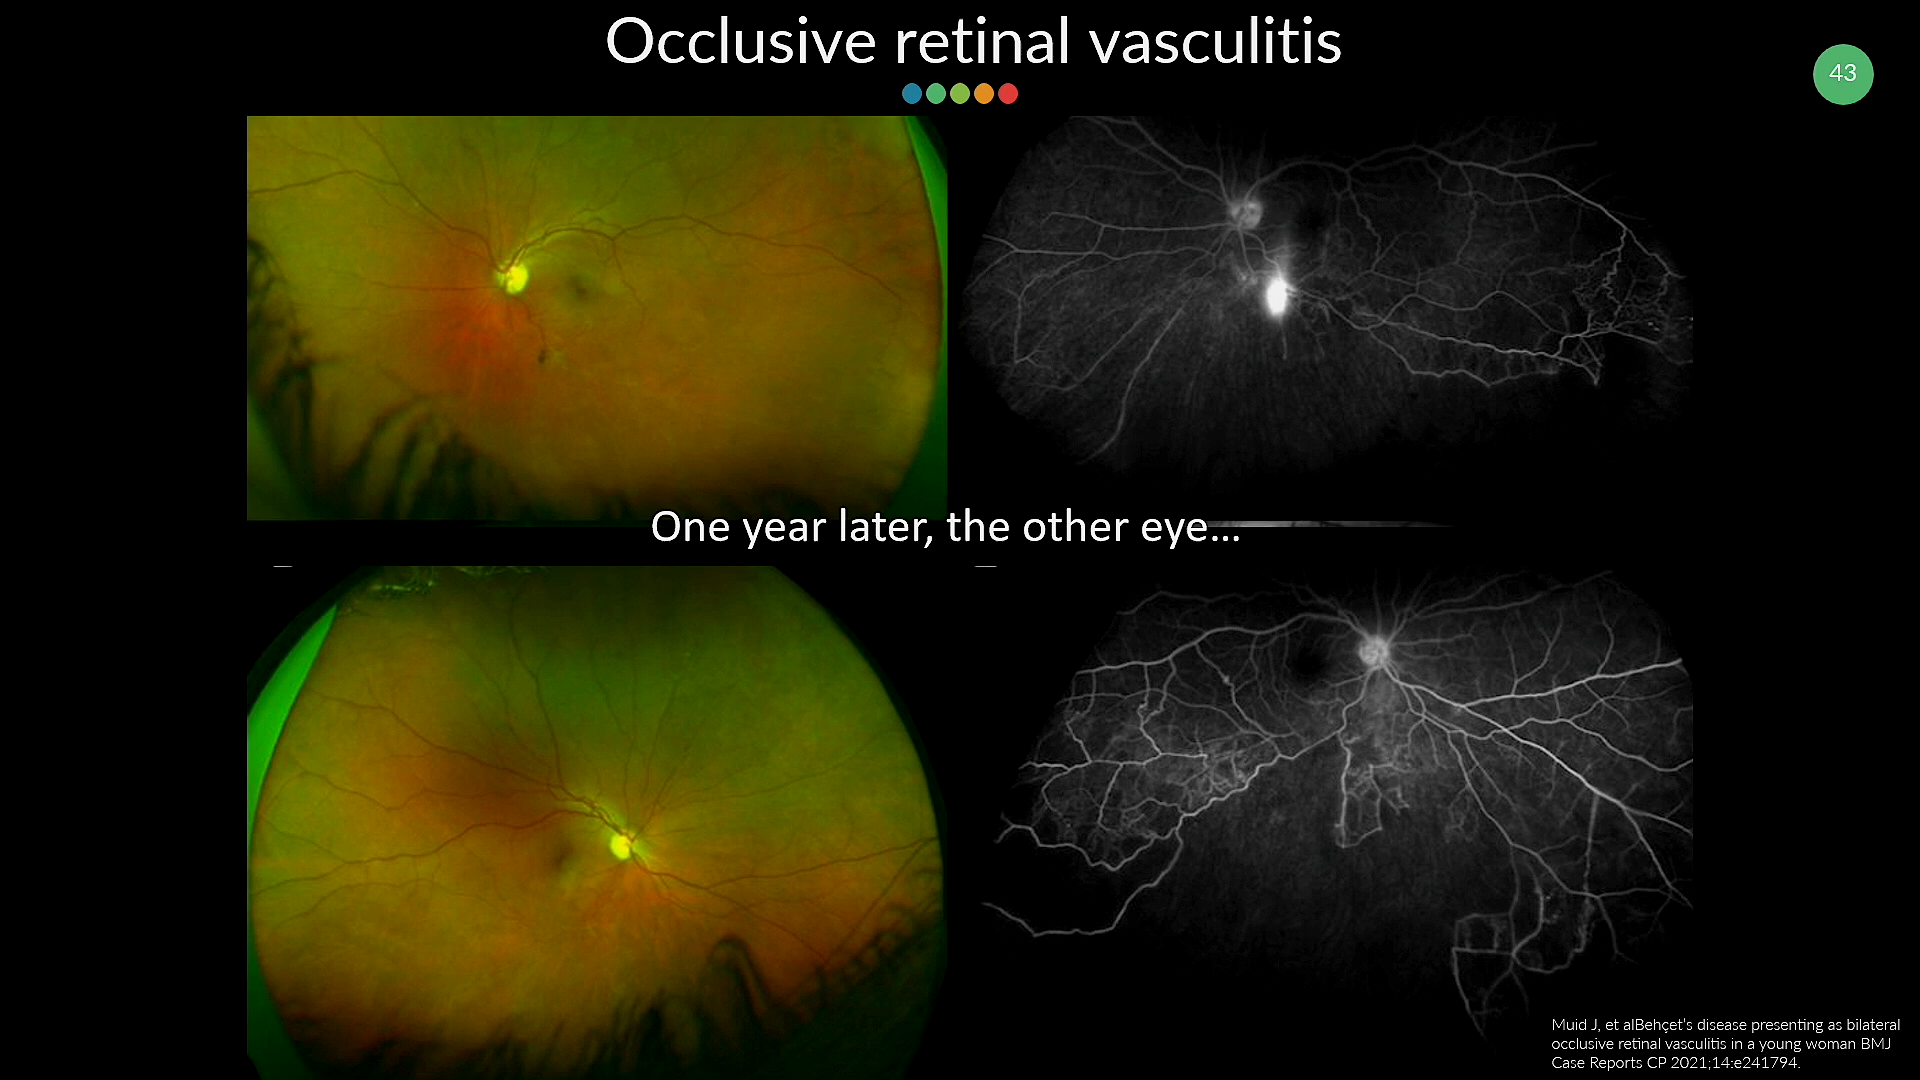 Occlusive retinal vasculitis
43
One year later, the other eye...
Muid J, et alBehçet's disease presenting as bilateral
occlusive retinal vasculitis in a young woman BMJ
Case Reports CP 2021;14:e241794.